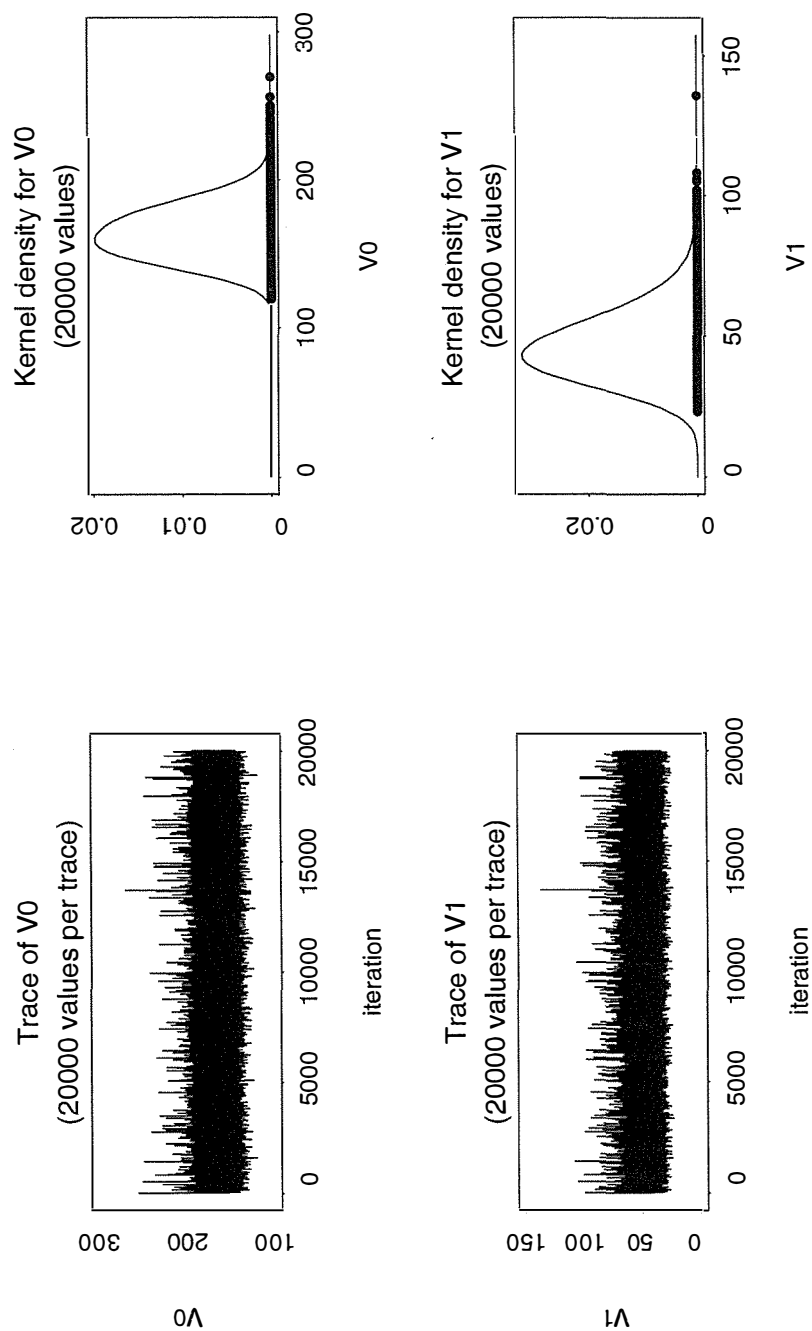 Trace of V0
(20000 values per trace)
V0
300
200
100
0
5000
10000
15000
20000
iteration
Kernel density for V0
(20000 values)
0.02
0.01
0
0
100
200
300
V0
Trace of V1
(20000 values per trace)
V1
150
100
50
0
0
5000
10000
15000
20000
iteration
Kernel density for V1
(20000 values)
0.02
0
0
50
100
150
V1